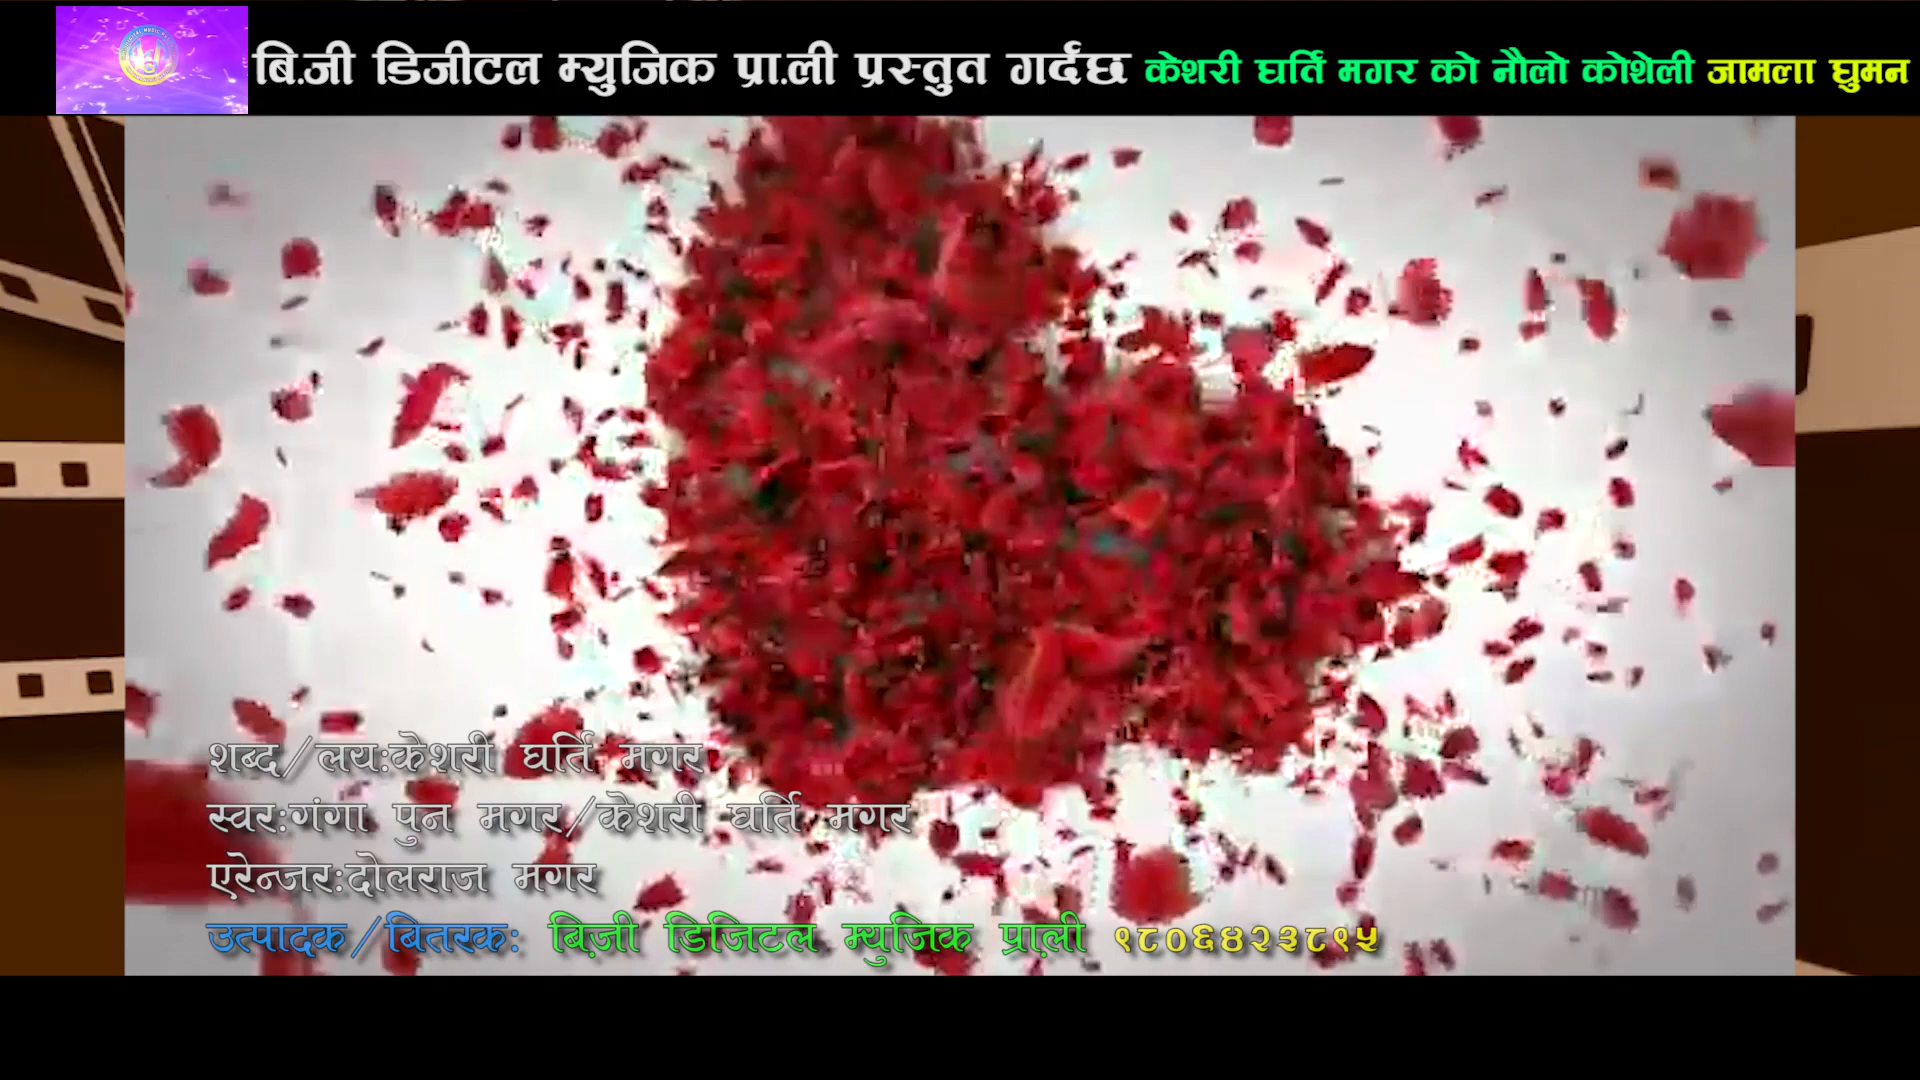 बि.जी डिजीटल म्युजिक प्रा.ली प्रस्तुत गर्दछ केशरी घर्ति मगर को नौलो कोशेली जामला घुमन
शब्द/लय:केशरी घर्ति मगर
स्वर:गंगा पुन मगर/केशरी घर्ति मगर
एरेन्जर:दोलराज मगर
उत्पादक/बितरक: बि़जी डिजिटल म्युजिक प्रा़ली ९८०६४२३८९५